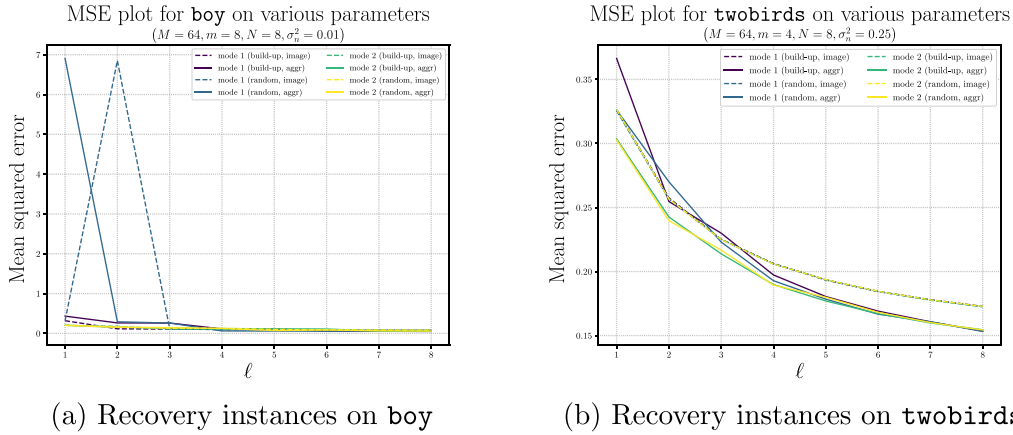 MSE plot for boy on various parameters
(M = 64, m = 8, N = 8, σₙ² = 0.01)
mode 1 (build-up, image)
mode 1 (build-up, aggr)
mode 1 (random, image)
mode 1 (random, aggr)
mode 2 (build-up, image)
mode 2 (build-up, aggr)
mode 2 (random, image)
mode 2 (random, aggr)
Mean squared error
7
6
5
4
3
2
1
0
1 2 3 4 5 6 7 8
ℓ
(a) Recovery instances on boy
MSE plot for twobirds on various parameters
(M = 64, m = 4, N = 8, σₙ² = 0.25)
mode 1 (build-up, image)
mode 1 (build-up, aggr)
mode 1 (random, image)
mode 1 (random, aggr)
mode 2 (build-up, image)
mode 2 (build-up, aggr)
mode 2 (random, image)
mode 2 (random, aggr)
Mean squared error
0.35
0.30
0.25
0.20
0.15
1 2 3 4 5 6 7 8
ℓ
(b) Recovery instances on twobirds